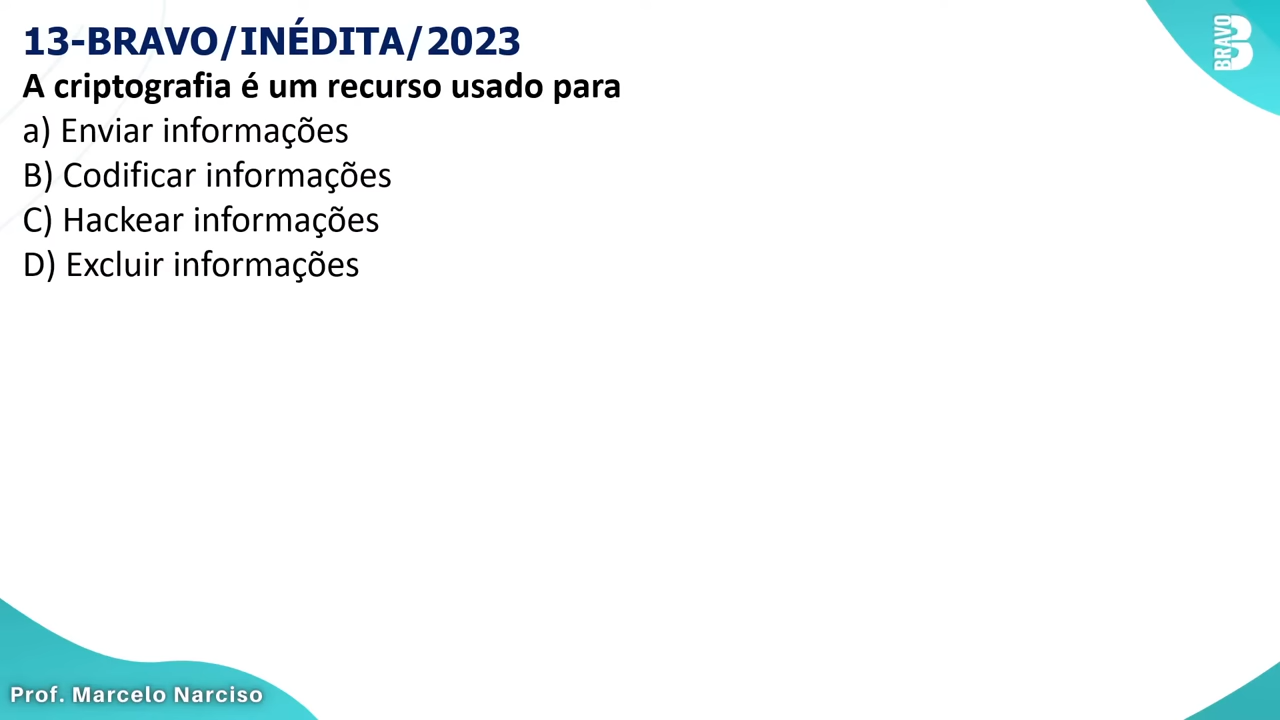 13-BRAVO/INÉDITA/2023
A criptografia é um recurso usado para
a) Enviar informações
B) Codificar informações
C) Hackear informações
D) Excluir informações
BRAVO
Prof. Marcelo Narciso